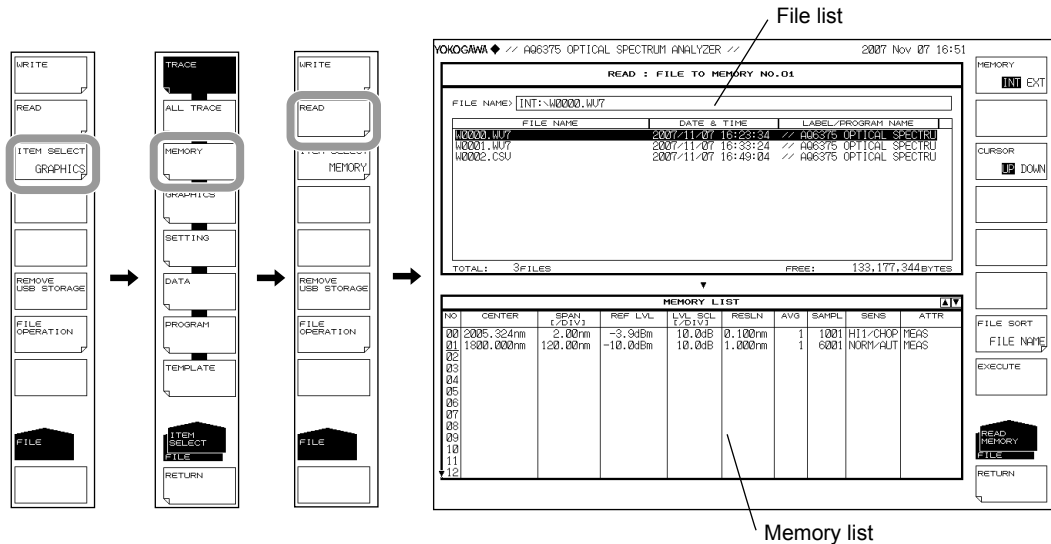 File list
WRITE
READ
ITEM SELECT
GRAPHICS
REMOVE
USB STORAGE
FILE
OPERATION
FILE
TRACE
ALL TRACE
MEMORY
GRAPHICS
SETTING
DATA
PROGRAM
TEMPLATE
ITEM
SELECT
FILE
RETURN
WRITE
READ
ITEM SELECT
MEMORY
REMOVE
USB STORAGE
FILE
OPERATION
FILE
YOKOGAWA ◆ // AQ6375 OPTICAL SPECTRUM ANALYZER // 2007 Nov 07 16:51
READ : FILE TO MEMORY NO.01
FILE NAME> INT:\W0000.WV7
FILE NAME DATE & TIME LABEL/PROGRAM NAME
W0000.WV7 2007/11/07 16:23:34 // AQ6375 OPTICAL SPECTRU
W0001.WV7 2007/11/07 16:33:24 // AQ6375 OPTICAL SPECTRU
W0002.CSV 2007/11/07 16:49:04 // AQ6375 OPTICAL SPECTRU
TOTAL: 3FILES FREE: 133,177,344BYTES
MEMORY LIST
NO CENTER SPAN [/DIV] REF LVL LVL SCL [/DIV] RESLN AVG SAMPL SENS ATTR
00 2005.324nm 2.00nm -3.9dBm 10.0dB 0.100nm 1 1001 HI1/CHOP MEAS
01 1800.000nm 120.00nm -10.0dBm 10.0dB 1.000nm 1 6001 NORM/AUT MEAS
02
03
04
05
06
07
08
09
10
11
12
MEMORY
INT EXT
CURSOR
UP DOWN
FILE SORT
FILE NAME
EXECUTE
READ
MEMORY
FILE
RETURN
Memory list